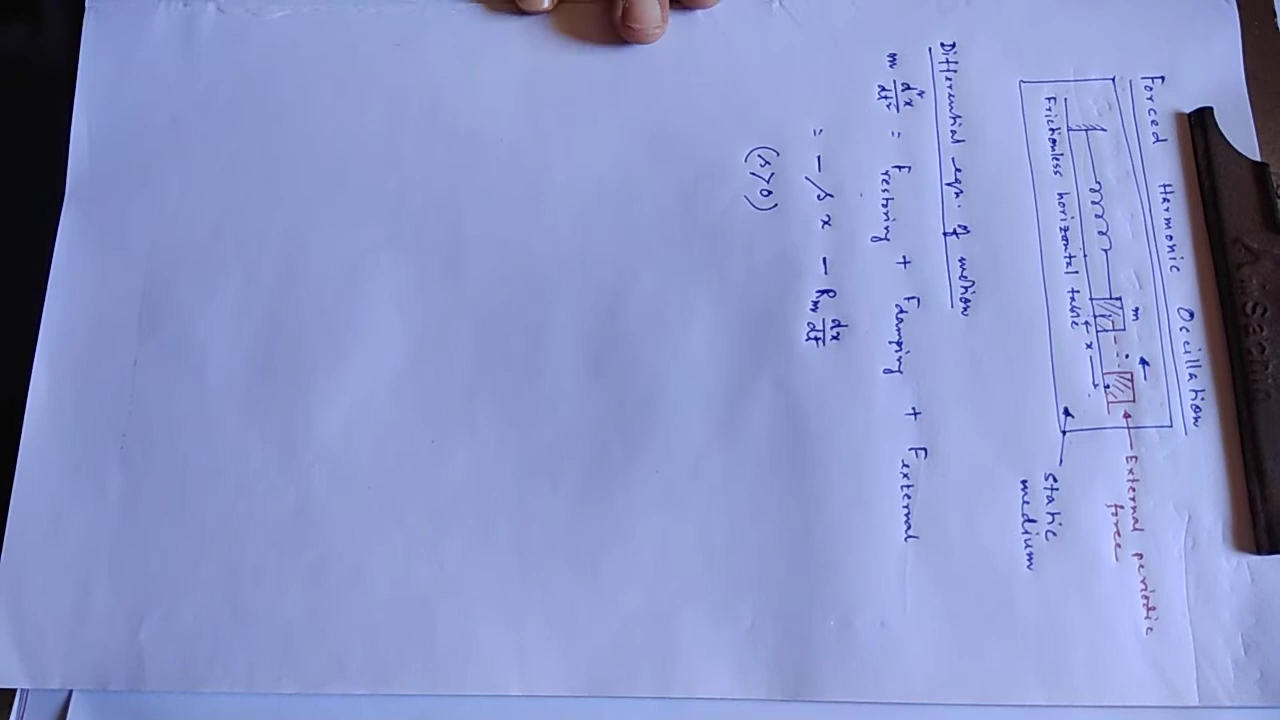 Forced Harmonic Occillation
m
External periodic
force
x
Frictionless horizontal table
static
medium
Differential eqn. of motion
m d²x/dt² = F restoring + F damping + F external
= - s x - Rm dx/dt
(s>0)